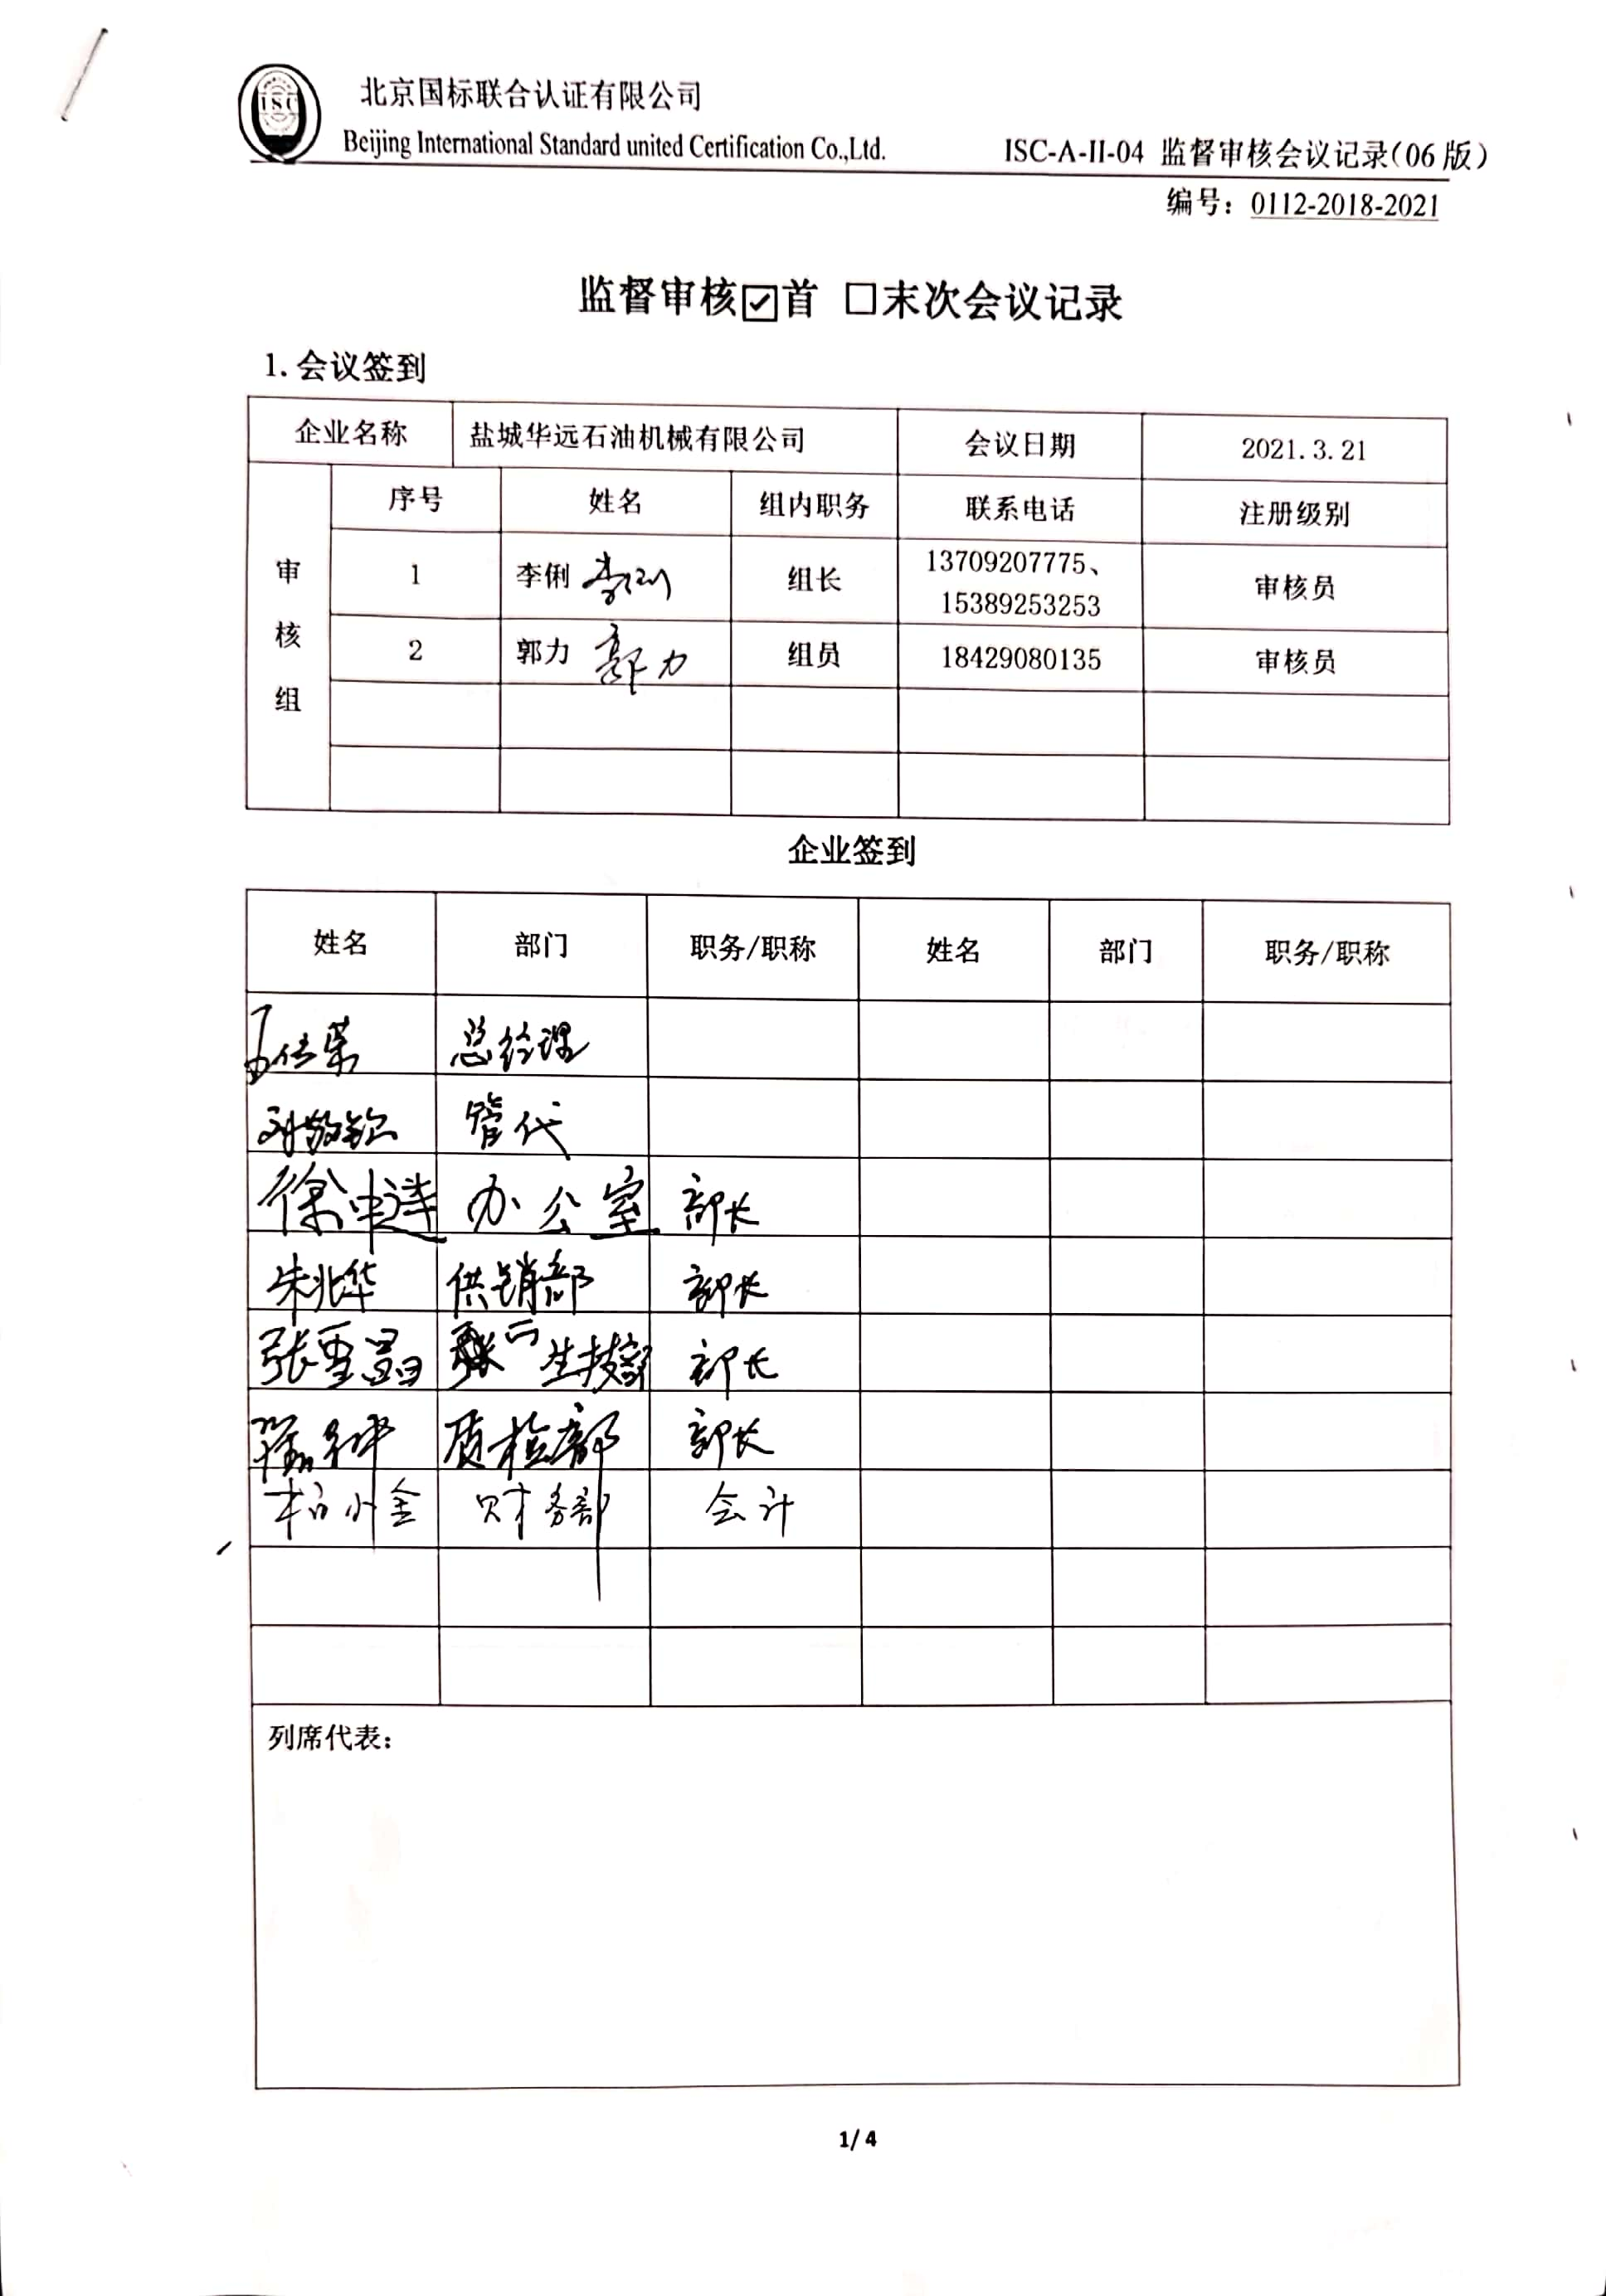 ISC
北京国标联合认证有限公司
Beijing International Standard united Certification Co.,Ltd.
ISC-A-II-04 监督审核会议记录(06版)
编号：0112-2018-2021
监督审核☑首 □末次会议记录
1.会议签到
企业名称 盐城华远石油机械有限公司 会议日期 2021.3.21
审核组
序号 姓名 组内职务 联系电话 注册级别
1 李俐 李俐 组长 13709207775、 审核员
15389253253
2 郭力 郭力 组员 18429080135 审核员
企业签到
姓名 部门 职务/职称 姓名 部门 职务/职称
总经理
管代
徐 办公室 部长
朱兆华 供销部 部长
张 生技部 部长
质检部 部长
小金 财务部 会计
列席代表：
1/ 4